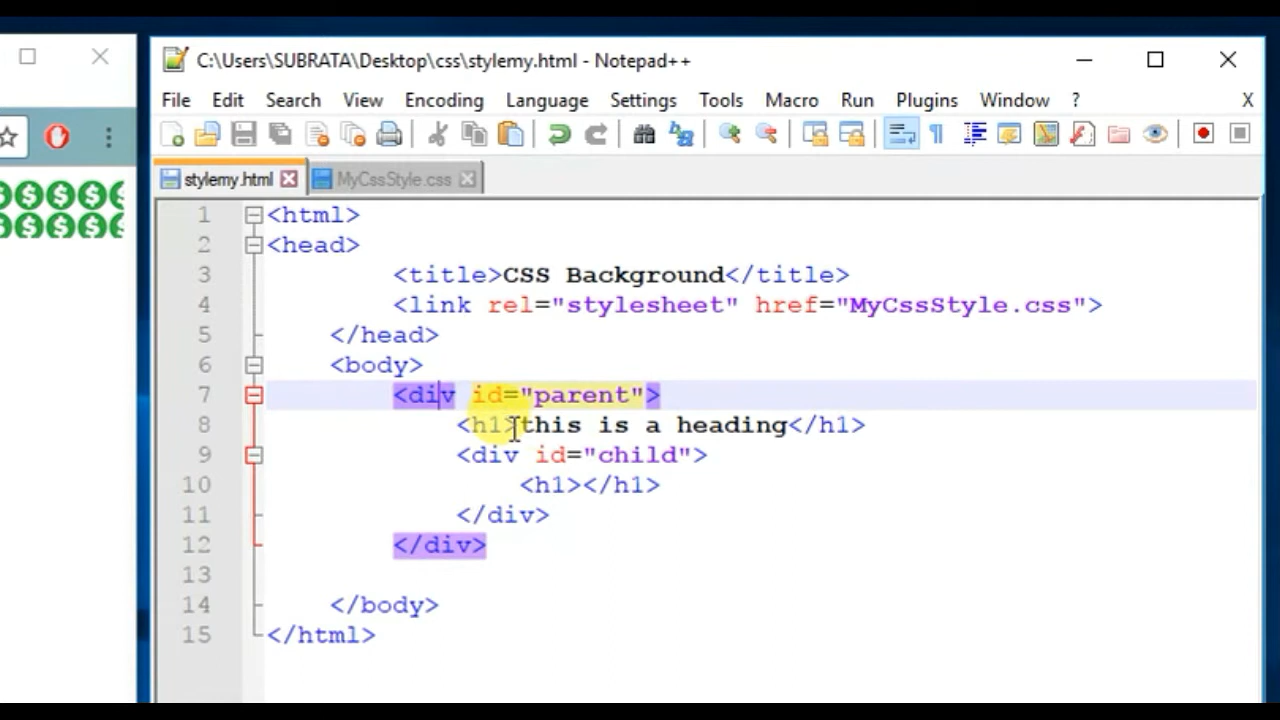 C:\Users\SUBRATA\Desktop\css\stylemy.html - Notepad++
File Edit Search View Encoding Language Settings Tools Macro Run Plugins Window ? X
stylemy.html MyCssStyle.css
1 <html>
2 <head>
3 <title>CSS Background</title>
4 <link rel="stylesheet" href="MyCssStyle.css">
5 </head>
6 <body>
7 <div id="parent">
8 <h1>this is a heading</h1>
9 <div id="child">
10 <h1></h1>
11 </div>
12 </div>
13
14 </body>
15 </html>